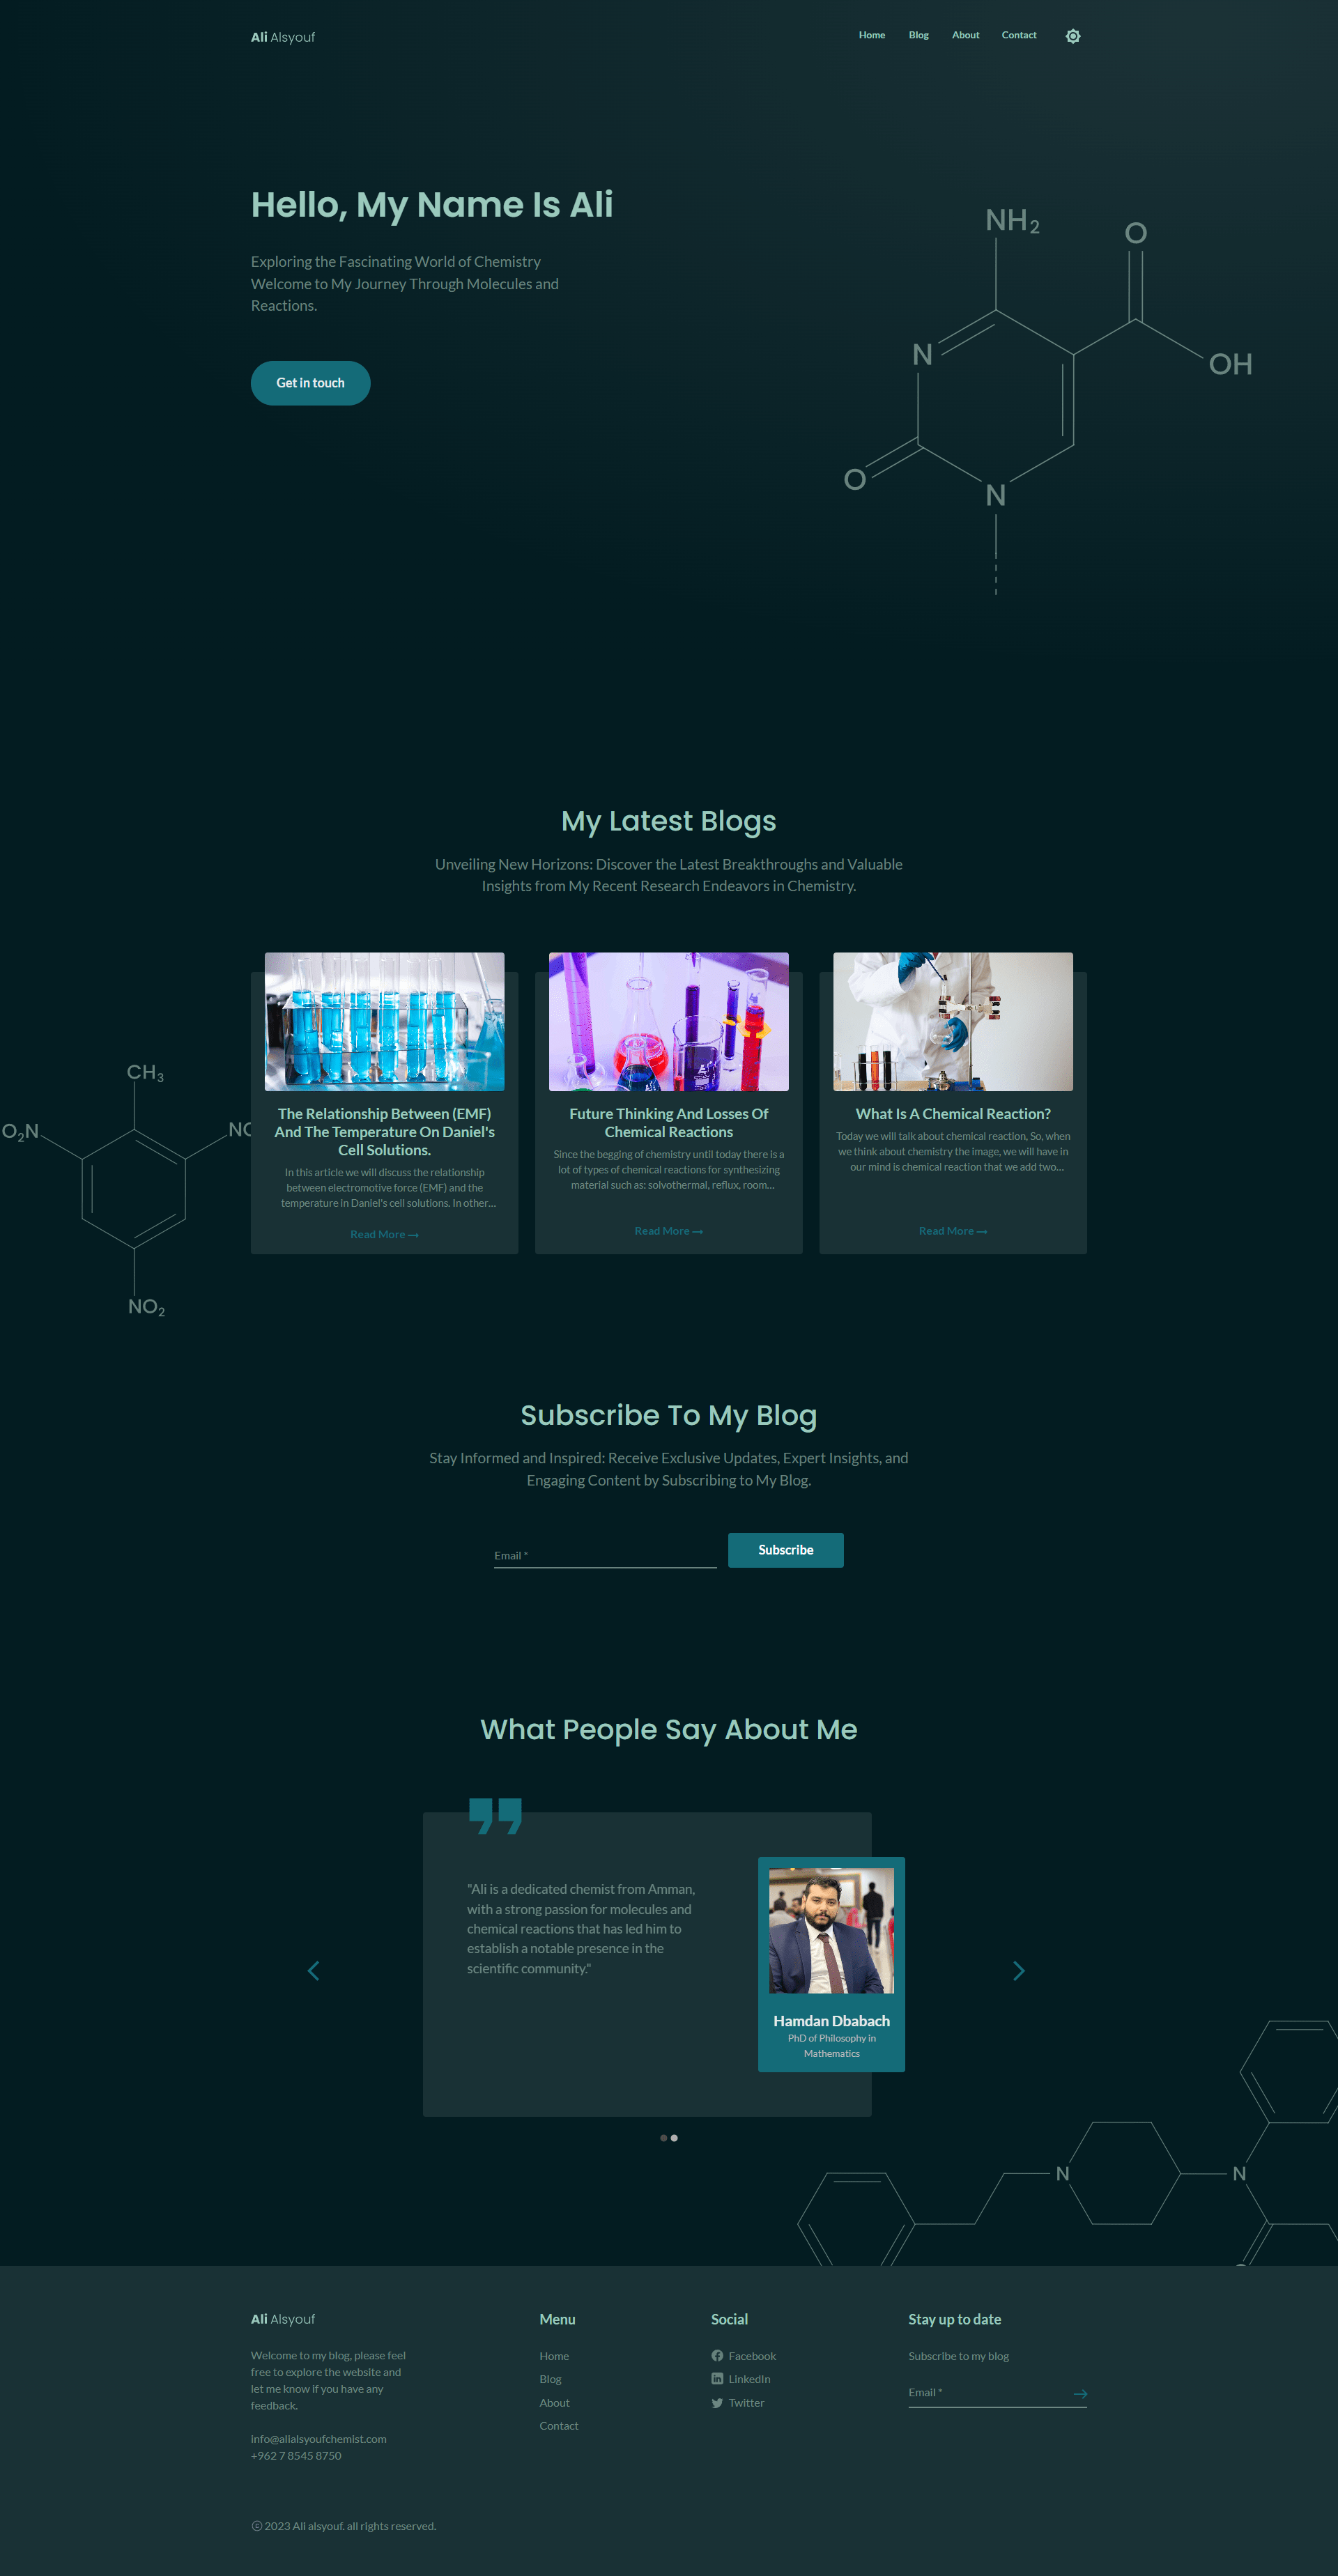 Ali Alsyouf
Home Blog About Contact
Hello, My Name Is Ali
Exploring the Fascinating World of Chemistry
Welcome to My Journey Through Molecules and
Reactions.
Get in touch
NH2
O
N
OH
O
N
My Latest Blogs
Unveiling New Horizons: Discover the Latest Breakthroughs and Valuable
Insights from My Recent Research Endeavors in Chemistry.
CH3
O2N
NO
NO2
The Relationship Between (EMF)
And The Temperature On Daniel's
Cell Solutions.
In this article we will discuss the relationship
between electromotive force (EMF) and the
temperature in Daniel's cell solutions. In other...
Read More
Future Thinking And Losses Of
Chemical Reactions
Since the begging of chemistry until today there is a
lot of types of chemical reactions for synthesizing
material such as: solvothermal, reflux, room...
Read More
What Is A Chemical Reaction?
Today we will talk about chemical reaction, So, when
we think about chemistry the image, we will have in
our mind is chemical reaction that we add two...
Read More
Subscribe To My Blog
Stay Informed and Inspired: Receive Exclusive Updates, Expert Insights, and
Engaging Content by Subscribing to My Blog.
Email *
Subscribe
What People Say About Me
"Ali is a dedicated chemist from Amman,
with a strong passion for molecules and
chemical reactions that has led him to
establish a notable presence in the
scientific community."
Hamdan Dbabach
PhD of Philosophy in
Mathematics
N
N
Ali Alsyouf
Welcome to my blog, please feel
free to explore the website and
let me know if you have any
feedback.
info@alialsyoufchemist.com
+962 7 8545 8750
Menu
Home
Blog
About
Contact
Social
Facebook
LinkedIn
Twitter
Stay up to date
Subscribe to my blog
Email *
© 2023 Ali alsyouf. all rights reserved.